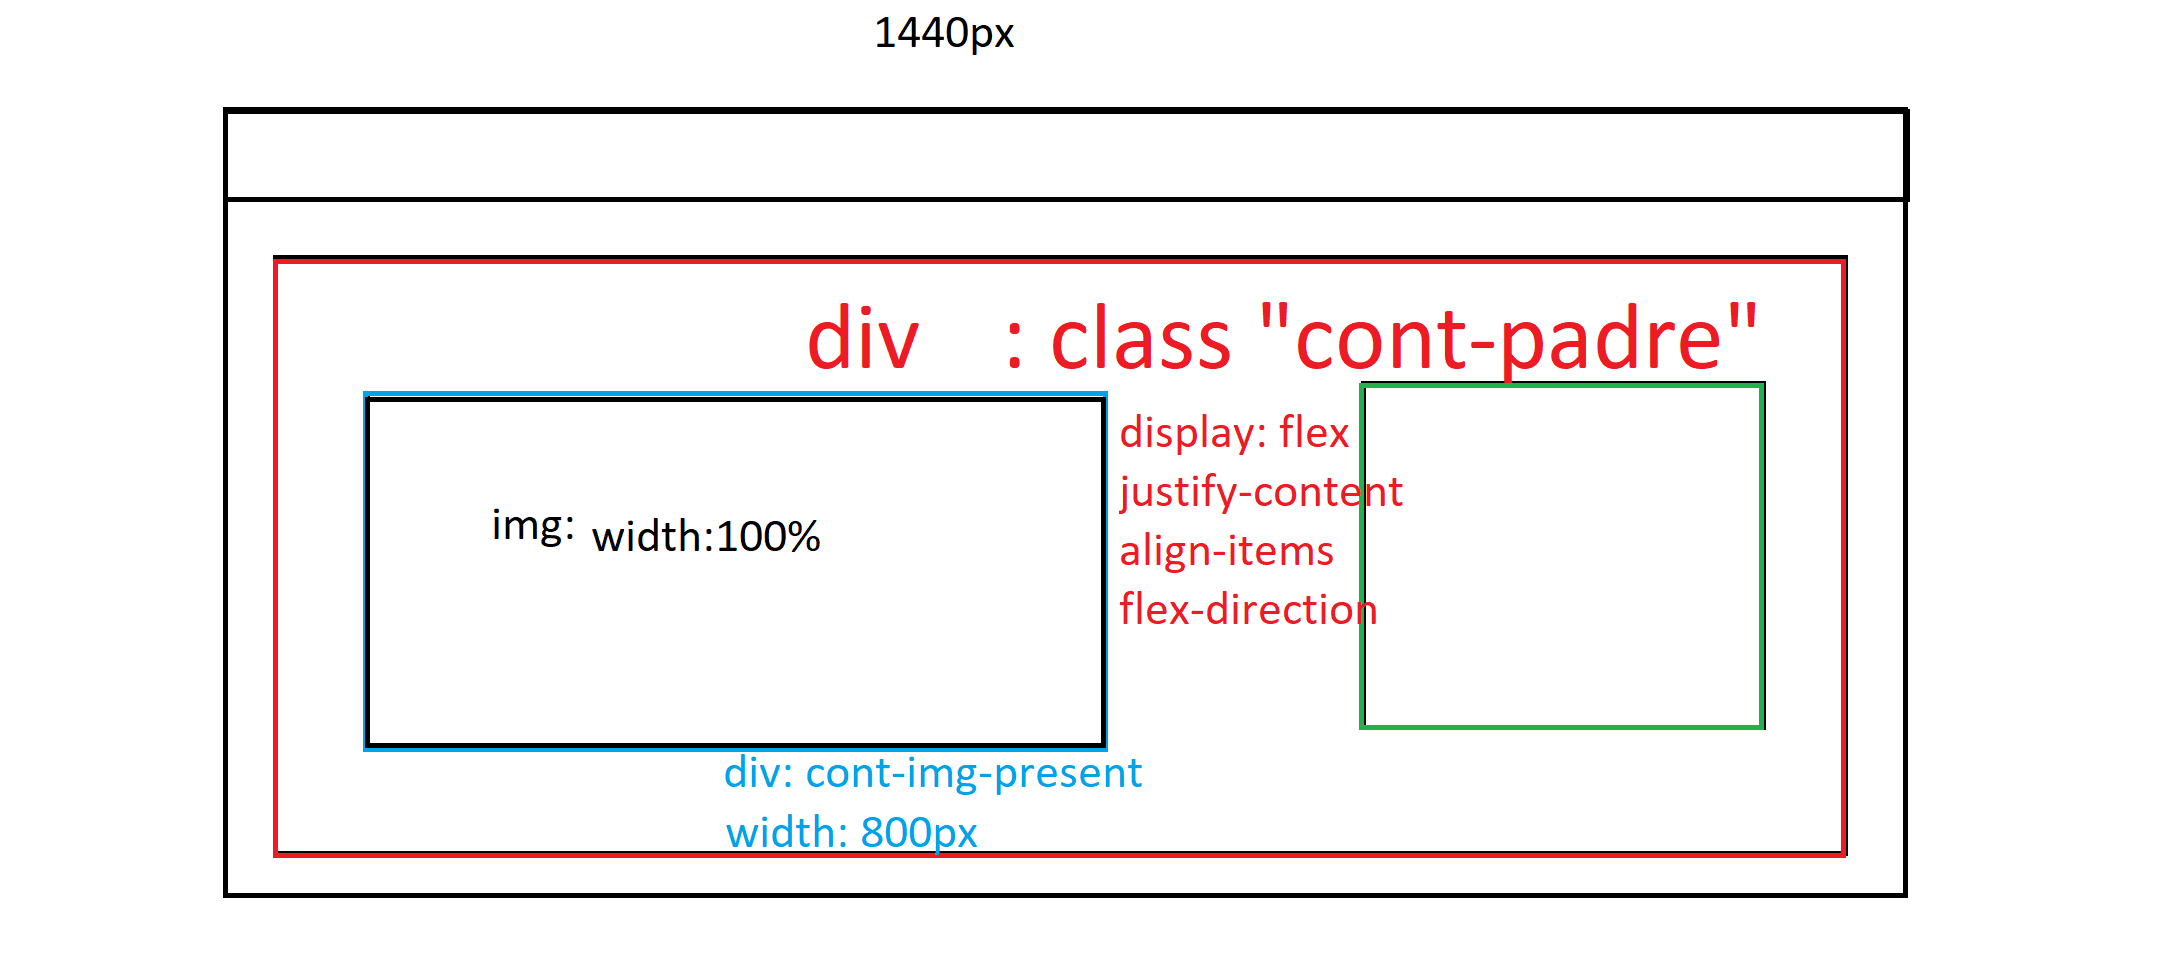 1440px
div : class "cont-padre"
display: flex
justify-content
align-items
flex-direction
img: width:100%
div: cont-img-present
width: 800px